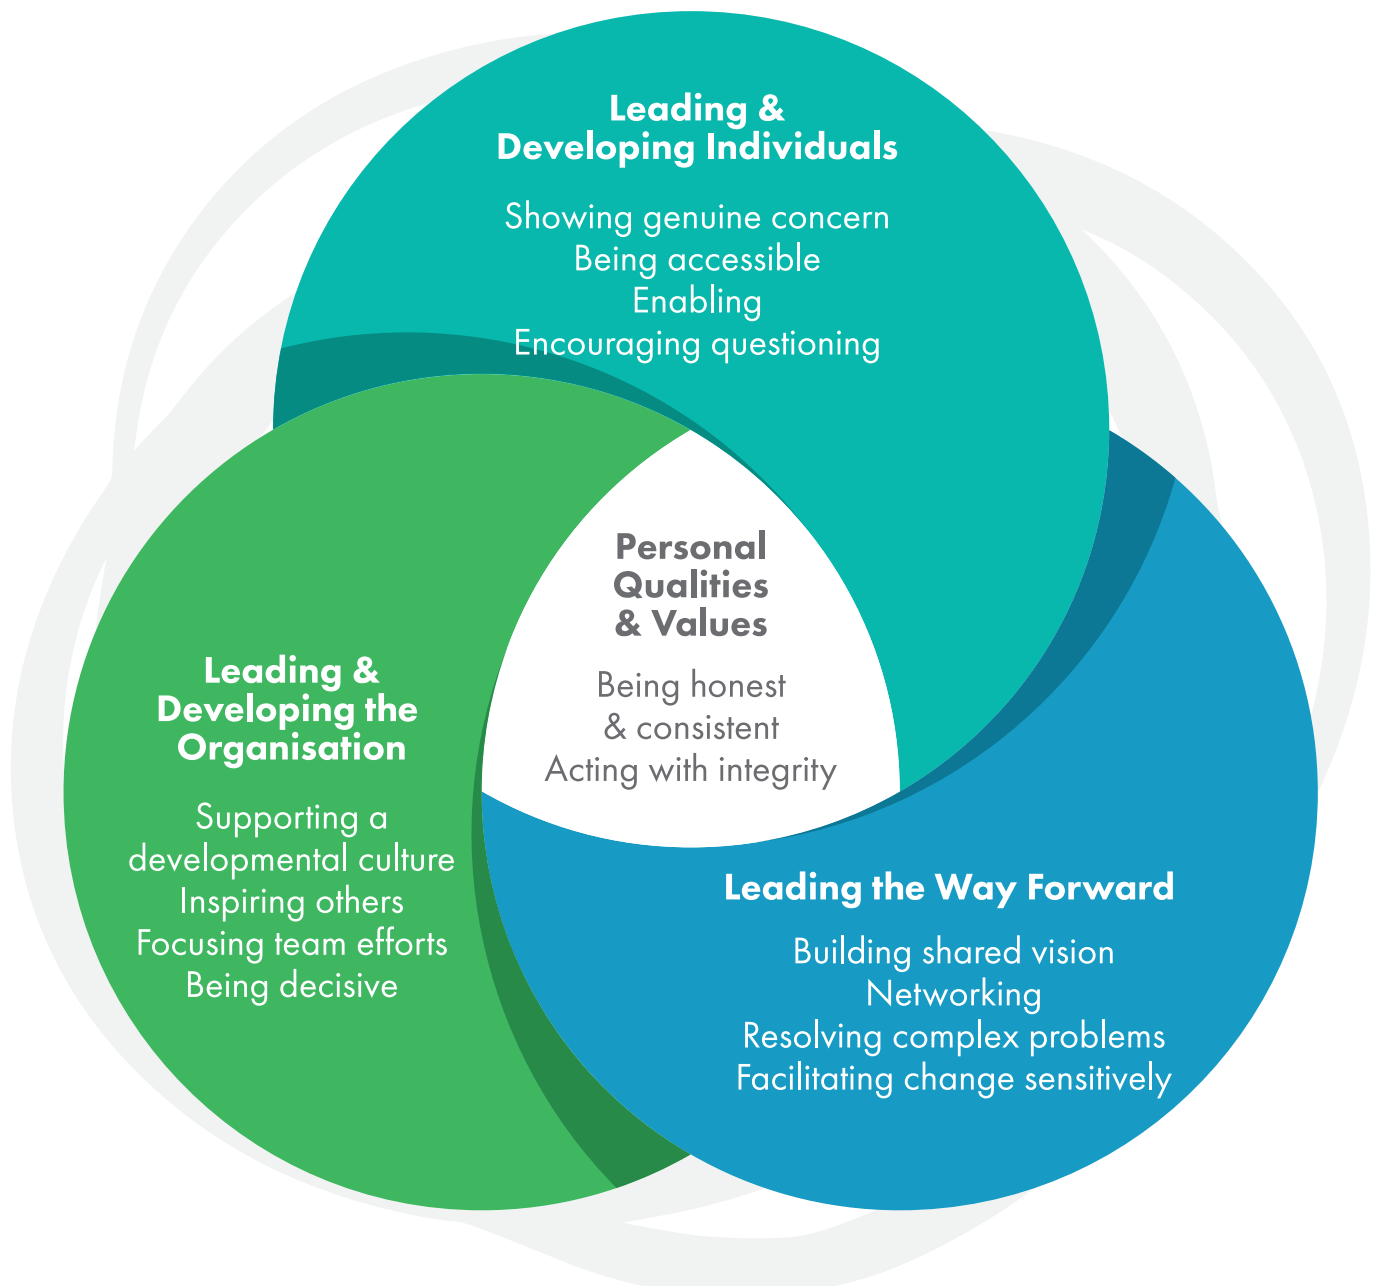 Leading &
Developing Individuals
Showing genuine concern
Being accessible
Enabling
Encouraging questioning
Personal
Qualities
& Values
Being honest
& consistent
Acting with integrity
Leading &
Developing the
Organisation
Supporting a
developmental culture
Inspiring others
Focusing team efforts
Being decisive
Leading the Way Forward
Building shared vision
Networking
Resolving complex problems
Facilitating change sensitively